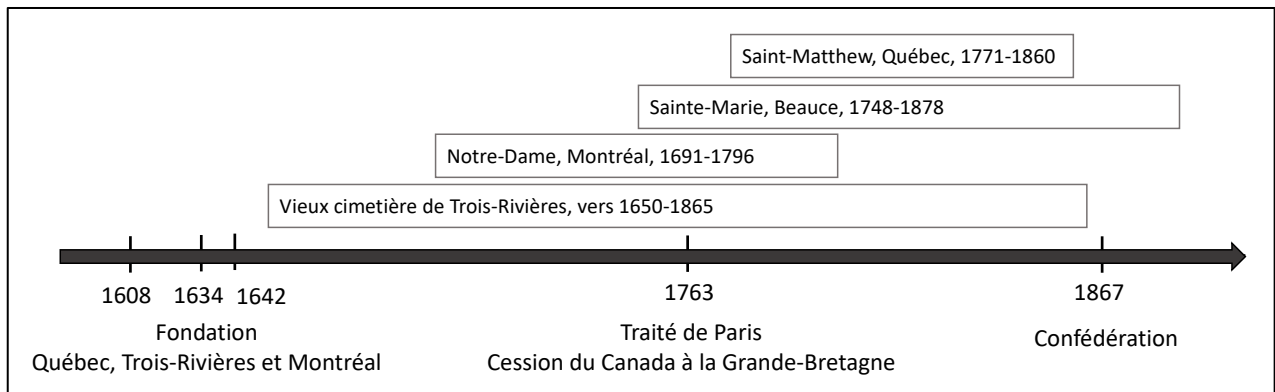 Saint-Matthew, Québec, 1771-1860
Sainte-Marie, Beauce, 1748-1878
Notre-Dame, Montréal, 1691-1796
Vieux cimetière de Trois-Rivières, vers 1650-1865
1608 1634 1642 1763 1867
Fondation
Québec, Trois-Rivières et Montréal
Traité de Paris
Cession du Canada à la Grande-Bretagne
Confédération